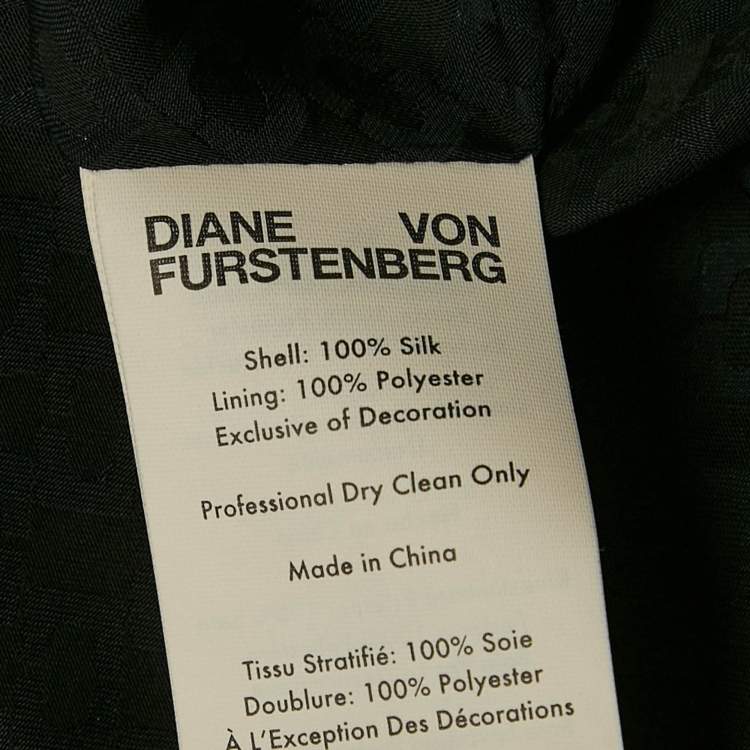 DIANE VON
FURSTENBERG
Shell: 100% Silk
Lining: 100% Polyester
Exclusive of Decoration
Professional Dry Clean Only
Made in China
Tissu Stratifié: 100% Soie
Doublure: 100% Polyester
À L'Exception Des Décorations